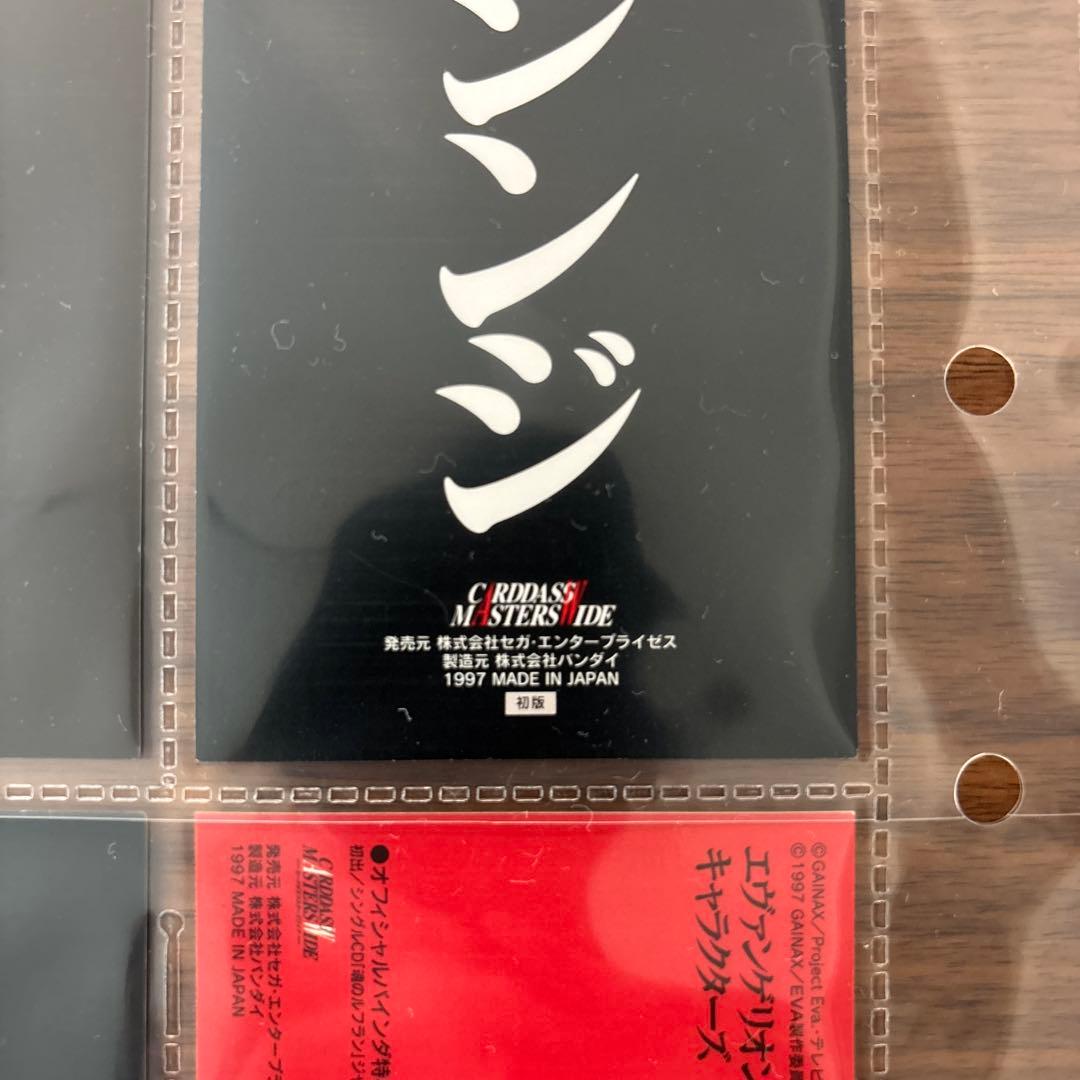 ンジ
CARDDASS
MASTERS WIDE
発売元 株式会社セガ・エンタープライゼス
製造元 株式会社バンダイ
1997 MADE IN JAPAN
初版
©GAINAX／Project Eva.・テレビ
©1997 GAINAX／EVA製作委員
エヴァンゲリオン
キャラクターズ
●オフィシャルバインダ特
初出／シングルCD「魂のルフラン」ジャ
CARDDASS
MASTERS WIDE
発売元 株式会社セガ・エンタープラ
製造元 株式会社バンダイ
1997 MADE IN JAPAN